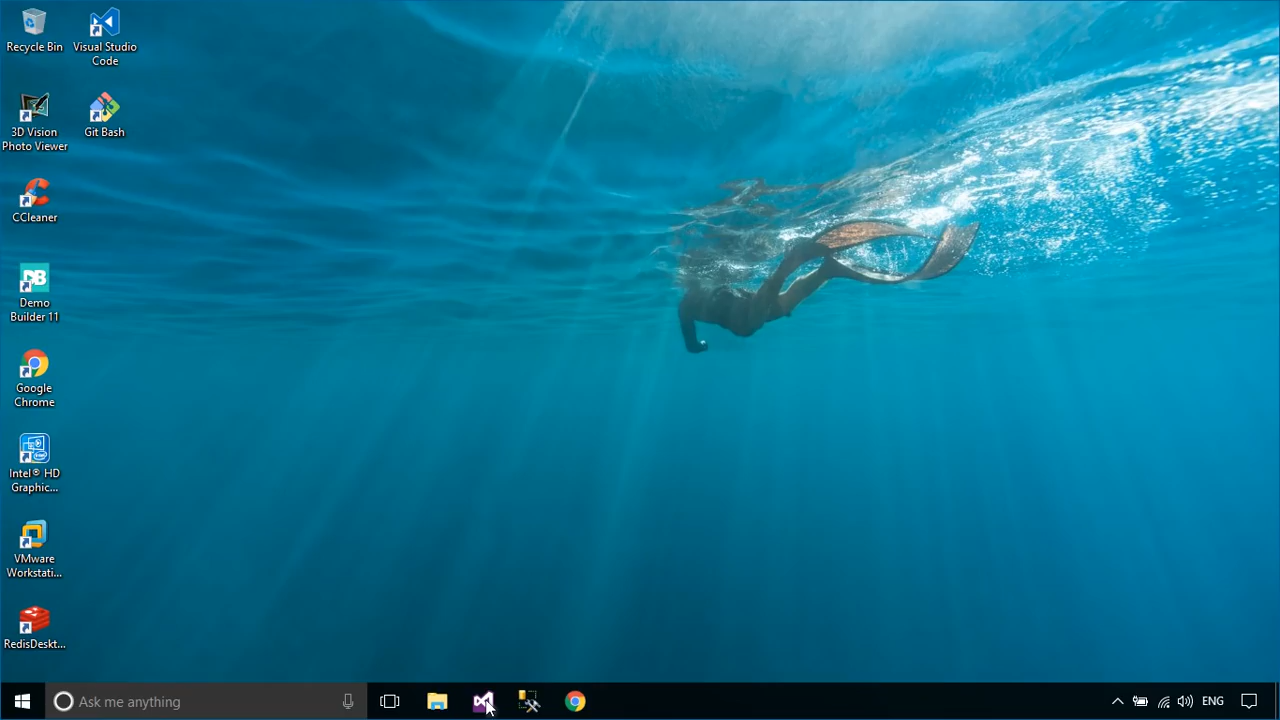 Recycle Bin
Visual Studio
Code
3D Vision
Photo Viewer
Git Bash
CCleaner
DB
Demo
Builder 11
Google
Chrome
Intel® HD
Graphic...
VMware
Workstati...
RedisDeskt...
Ask me anything
ENG